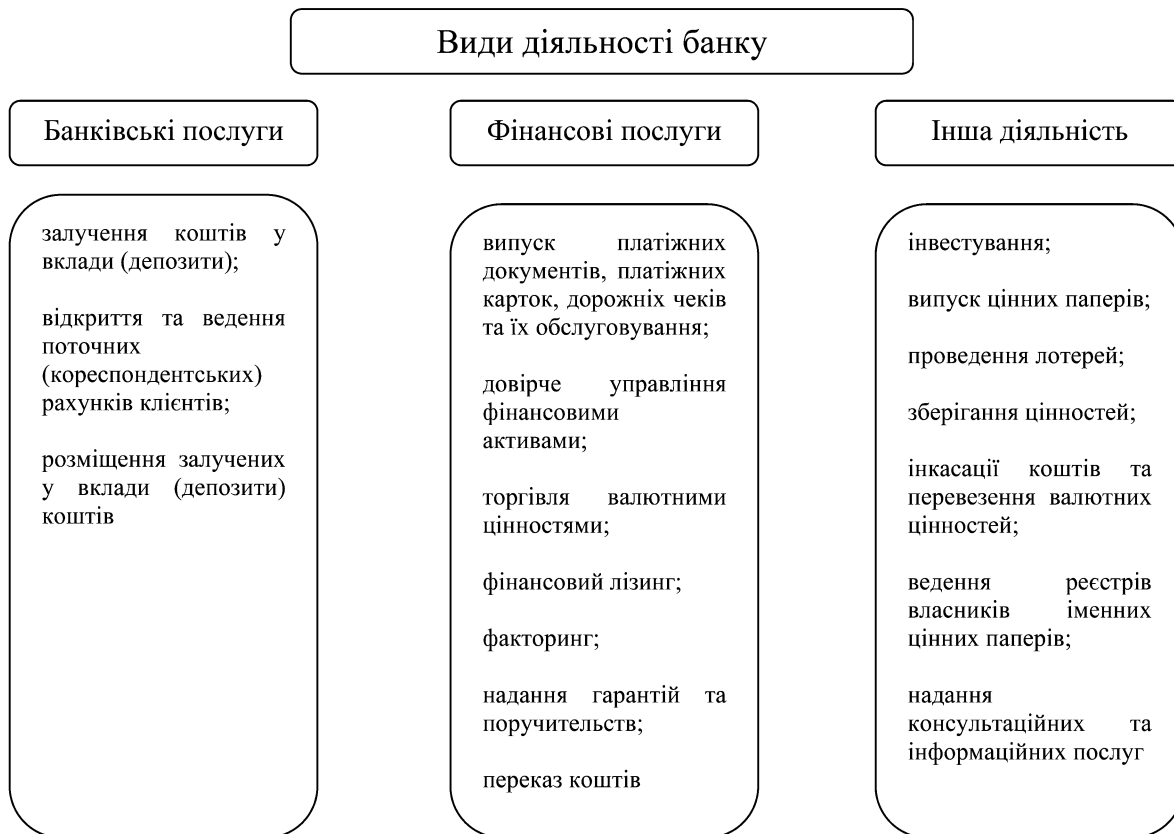 Види діяльності банку
Банківські послуги
Фінансові послуги
Інша діяльність
залучення коштів у
вклади (депозити);
відкриття та ведення
поточних
(кореспондентських)
рахунків клієнтів;
розміщення залучених
у вклади (депозити)
коштів
випуск платіжних
документів, платіжних
карток, дорожніх чеків
та їх обслуговування;
довірче управління
фінансовими
активами;
торгівля валютними
цінностями;
фінансовий лізинг;
факторинг;
надання гарантій та
поручительств;
переказ коштів
інвестування;
випуск цінних паперів;
проведення лотерей;
зберігання цінностей;
інкасації коштів та
перевезення валютних
цінностей;
ведення реєстрів
власників іменних
цінних паперів;
надання
консультаційних та
інформаційних послуг